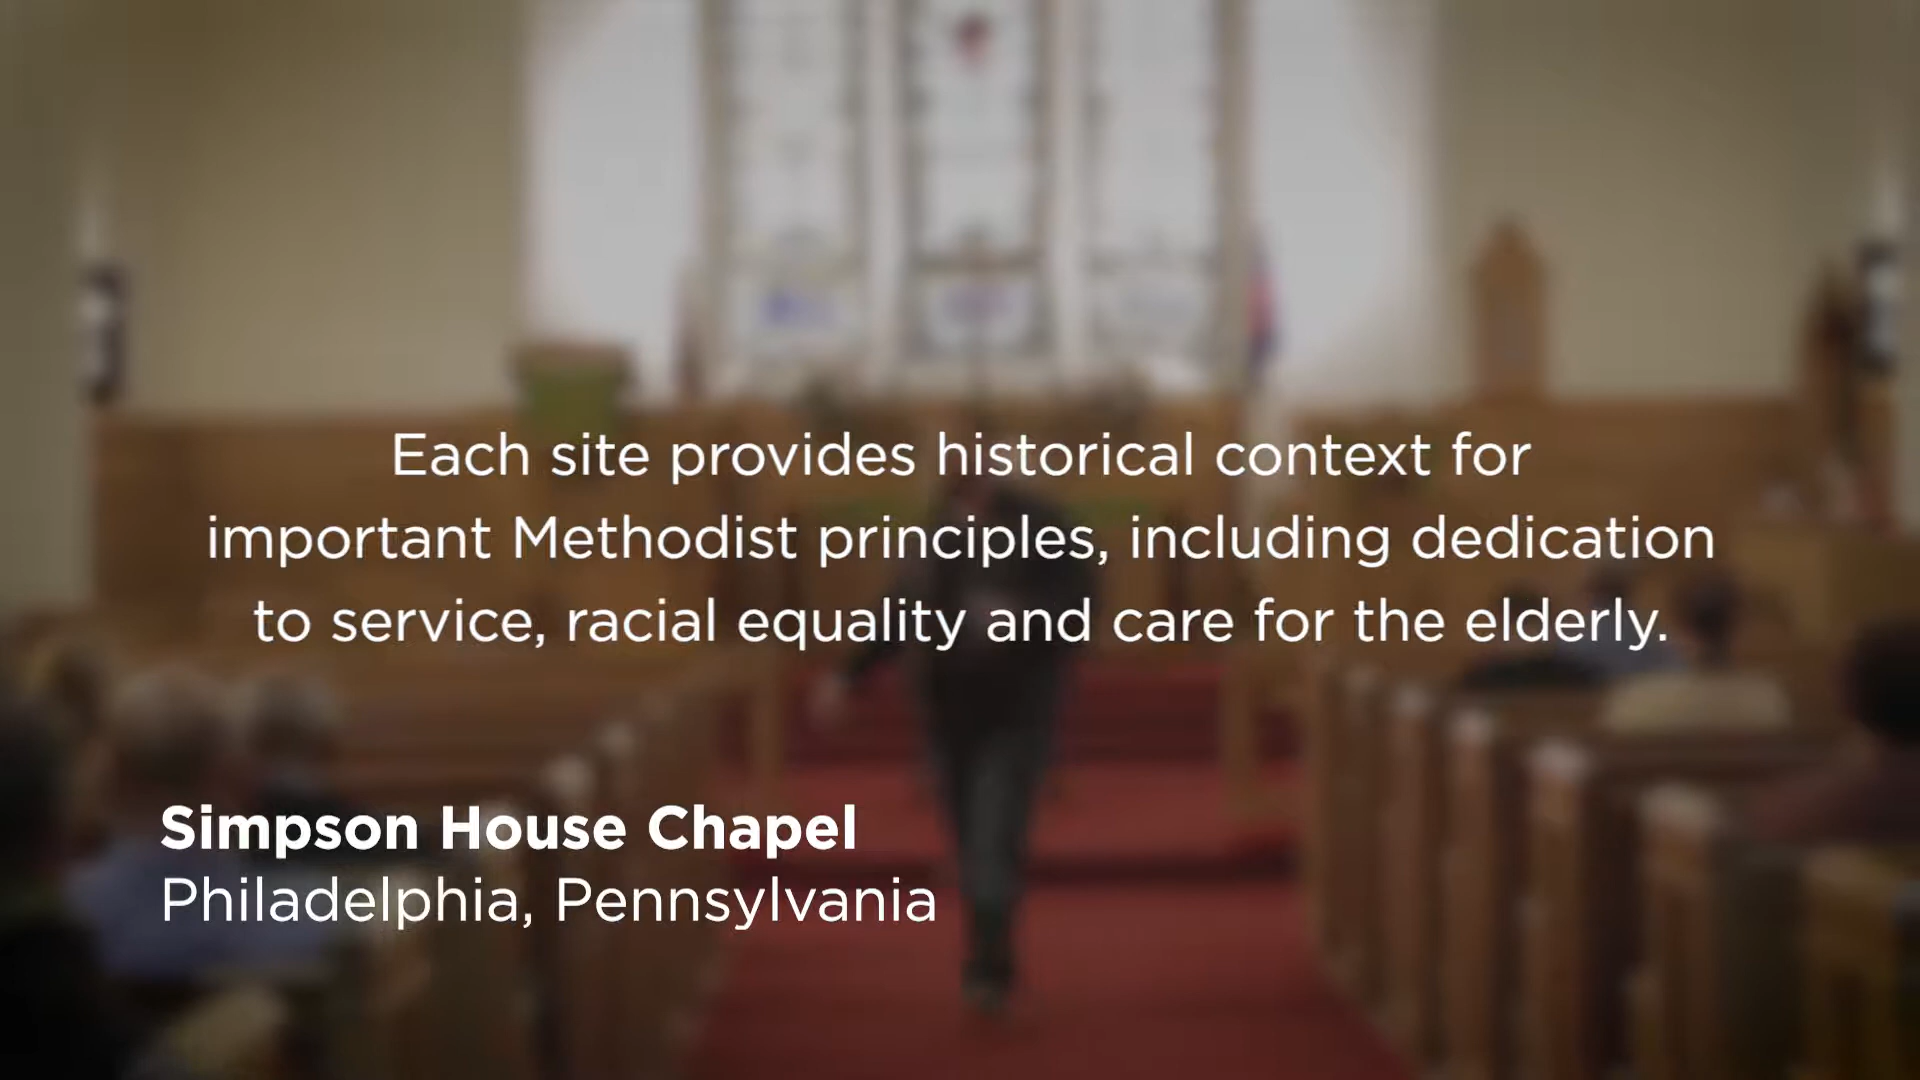 Each site provides historical context for
important Methodist principles, including dedication
to service, racial equality and care for the elderly.
Simpson House Chapel
Philadelphia, Pennsylvania